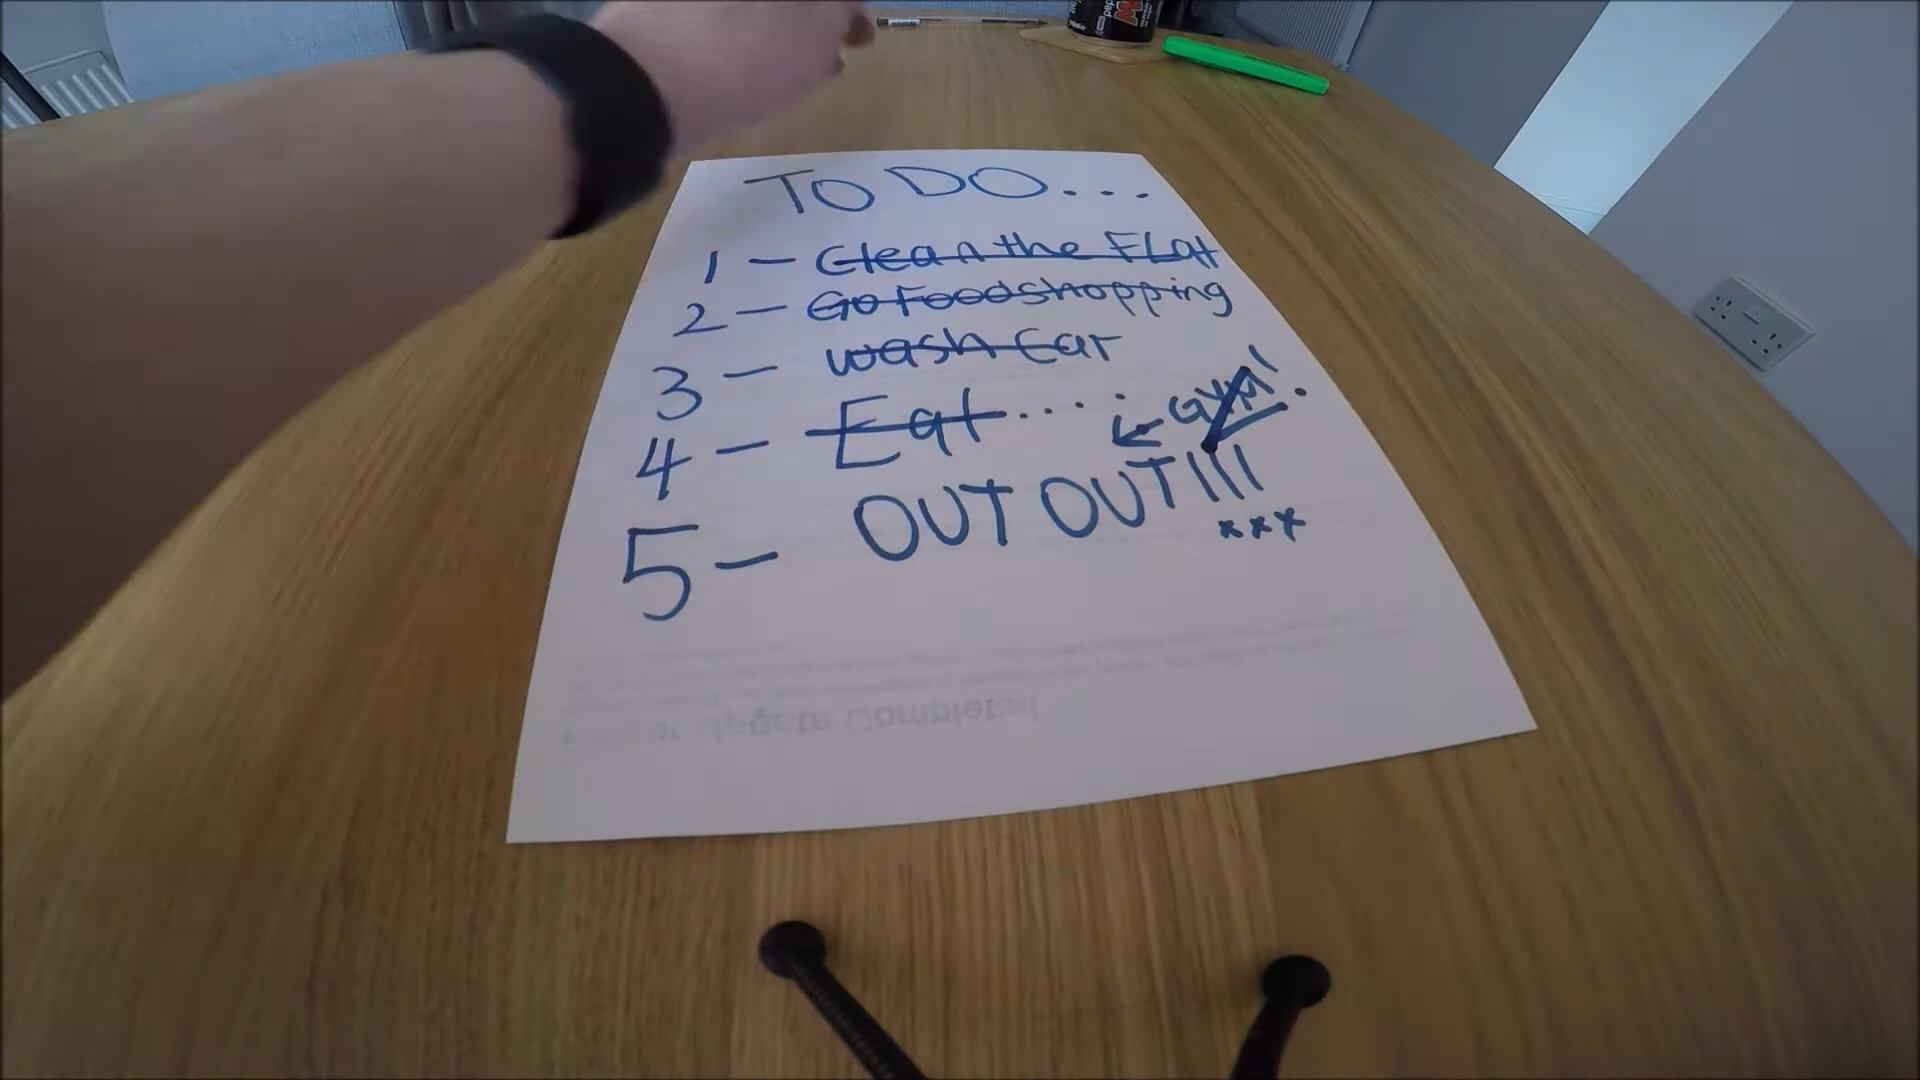 TO DO...
1 - Clean the Flat
2 - Go Food shopping
3 - wash Car
4 - Eat.....
← GYM!.
5 - OUT OUT!!!
xxx